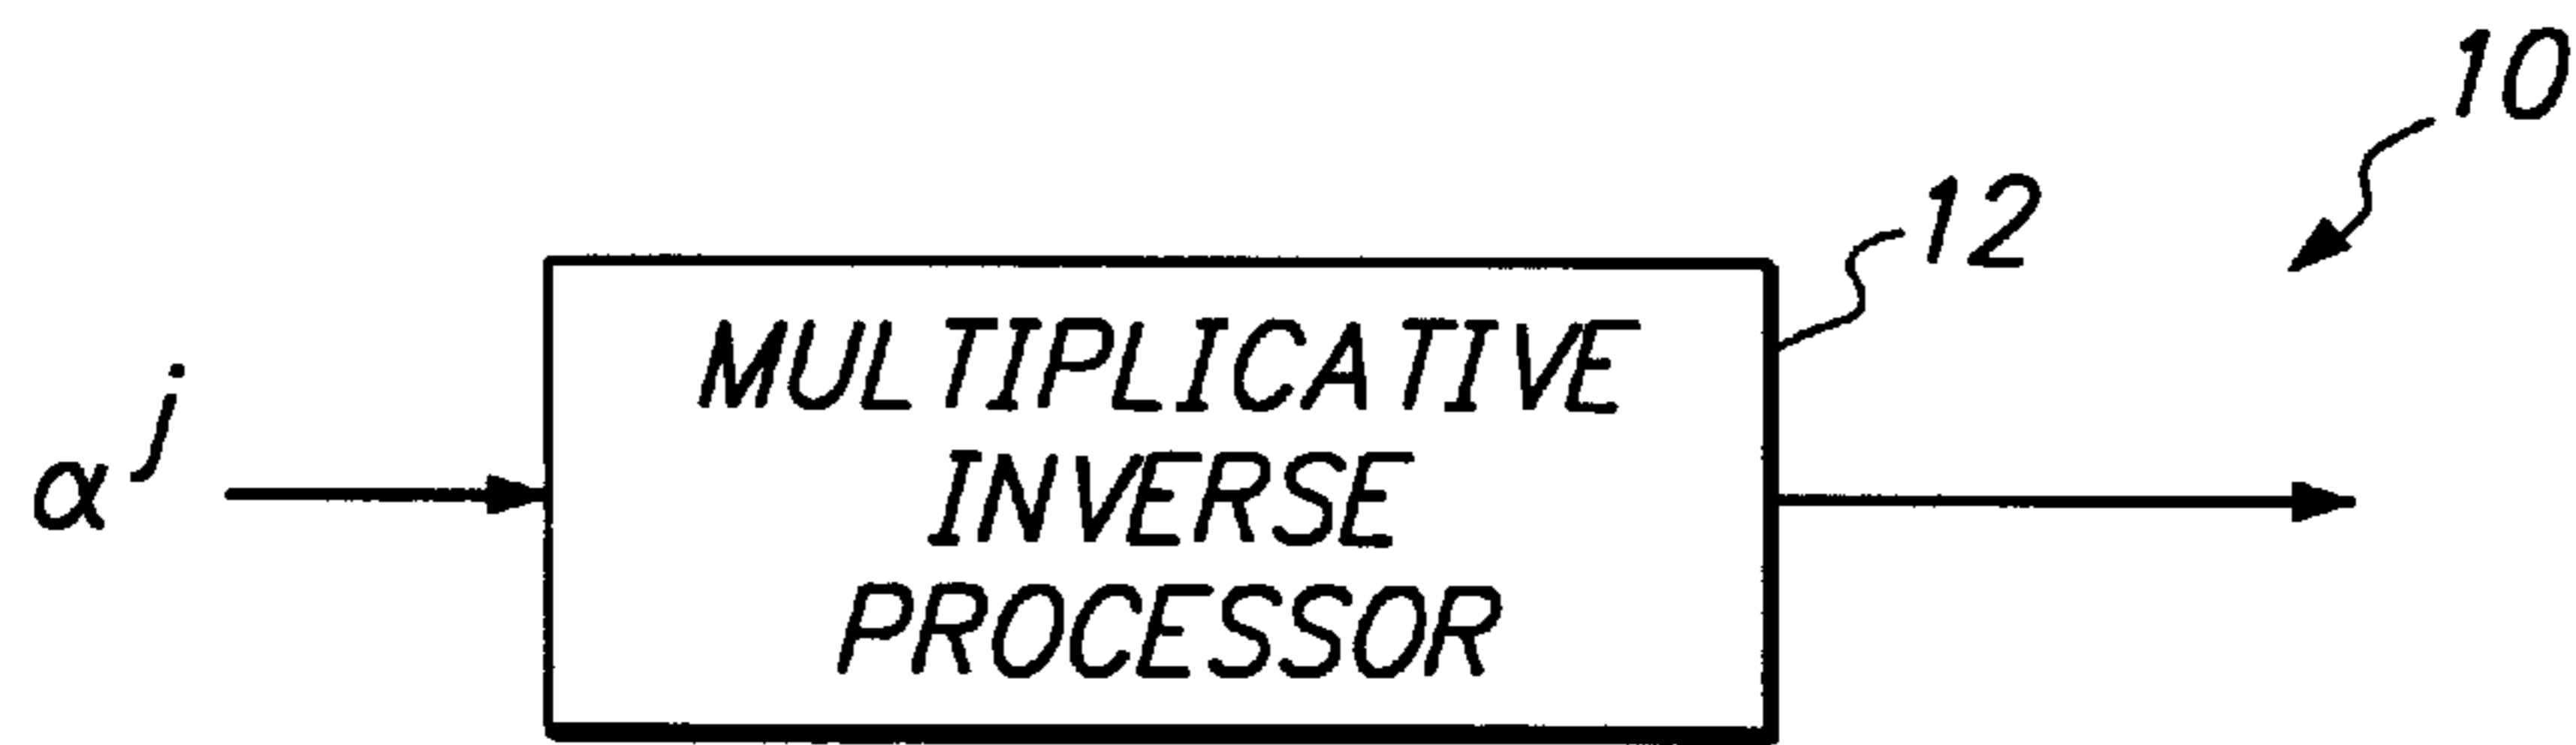 10
12
MULTIPLICATIVE
INVERSE
PROCESSOR
α^j